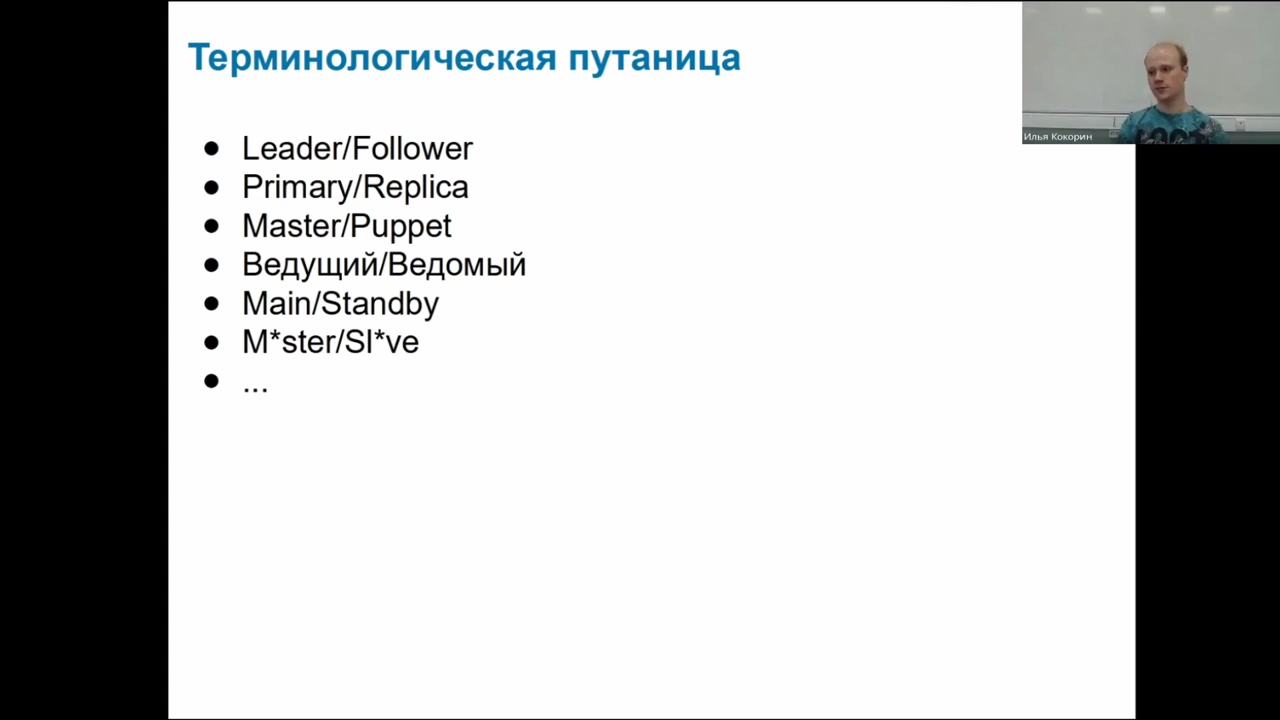 Терминологическая путаница
Leader/Follower
Primary/Replica
Master/Puppet
Ведущий/Ведомый
Main/Standby
M*ster/Sl*ve
...
Илья Кокорин